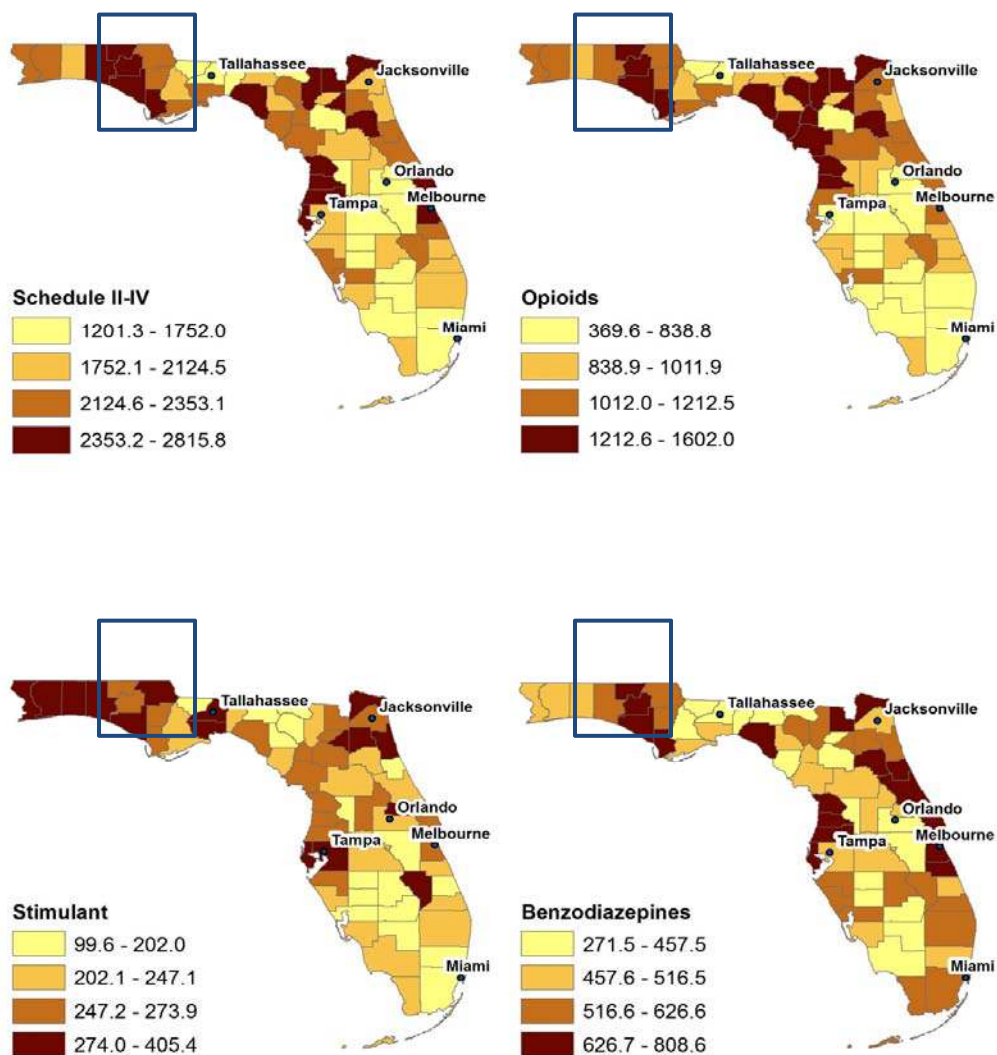 Tallahassee
Jacksonville
Orlando
Melbourne
Tampa
Miami
Schedule II-IV
1201.3 - 1752.0
1752.1 - 2124.5
2124.6 - 2353.1
2353.2 - 2815.8
Tallahassee
Jacksonville
Orlando
Melbourne
Tampa
Miami
Opioids
369.6 - 838.8
838.9 - 1011.9
1012.0 - 1212.5
1212.6 - 1602.0
Tallahassee
Jacksonville
Orlando
Melbourne
Tampa
Miami
Stimulant
99.6 - 202.0
202.1 - 247.1
247.2 - 273.9
274.0 - 405.4
Tallahassee
Jacksonville
Orlando
Melbourne
Tampa
Miami
Benzodiazepines
271.5 - 457.5
457.6 - 516.5
516.6 - 626.6
626.7 - 808.6